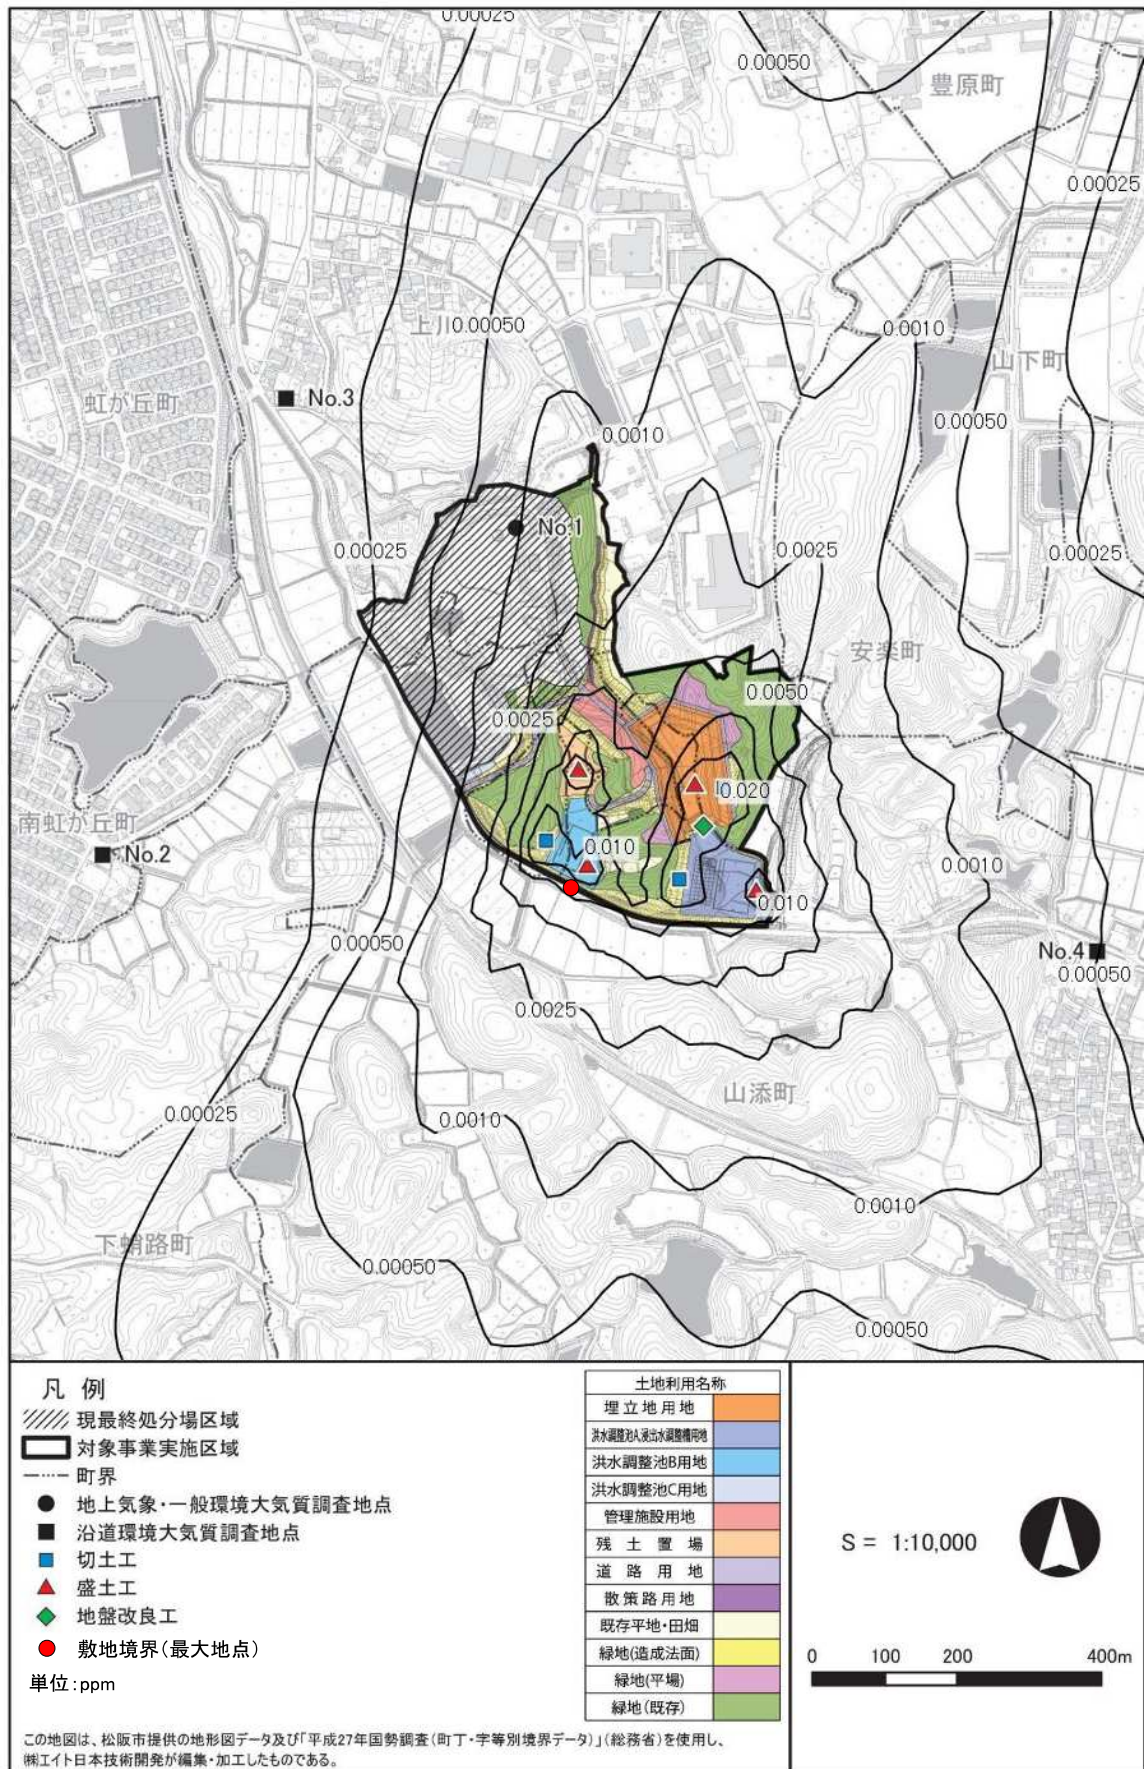 0.00025
0.00050
豊原町
0.00025
上川
0.00050
0.0010
山下町
虹が丘町
No.3
0.0010
0.00050
No.1
0.00025
0.0025
0.00025
安楽町
0.0050
0.0025
0.020
南虹が丘町
No.2
0.010
0.0010
0.010
0.00050
No.4
0.00050
0.0025
山添町
0.00025
0.0010
0.0010
下蛸路町
0.00050
0.00050
凡 例
現最終処分場区域
対象事業実施区域
町界
地上気象・一般環境大気質調査地点
沿道環境大気質調査地点
切土工
盛土工
地盤改良工
敷地境界(最大地点)
単位:ppm
土地利用名称
埋立地用地
洪水調整池A,浸出水調整槽用地
洪水調整池B用地
洪水調整池C用地
管理施設用地
残土置場
道路用地
散策路用地
既存平地・田畑
緑地(造成法面)
緑地(平場)
緑地(既存)
S = 1:10,000
0 100 200 400m
この地図は、松阪市提供の地形図データ及び「平成27年国勢調査(町丁・字等別境界データ)」(総務省)を使用し、
㈱エイト日本技術開発が編集・加工したものである。